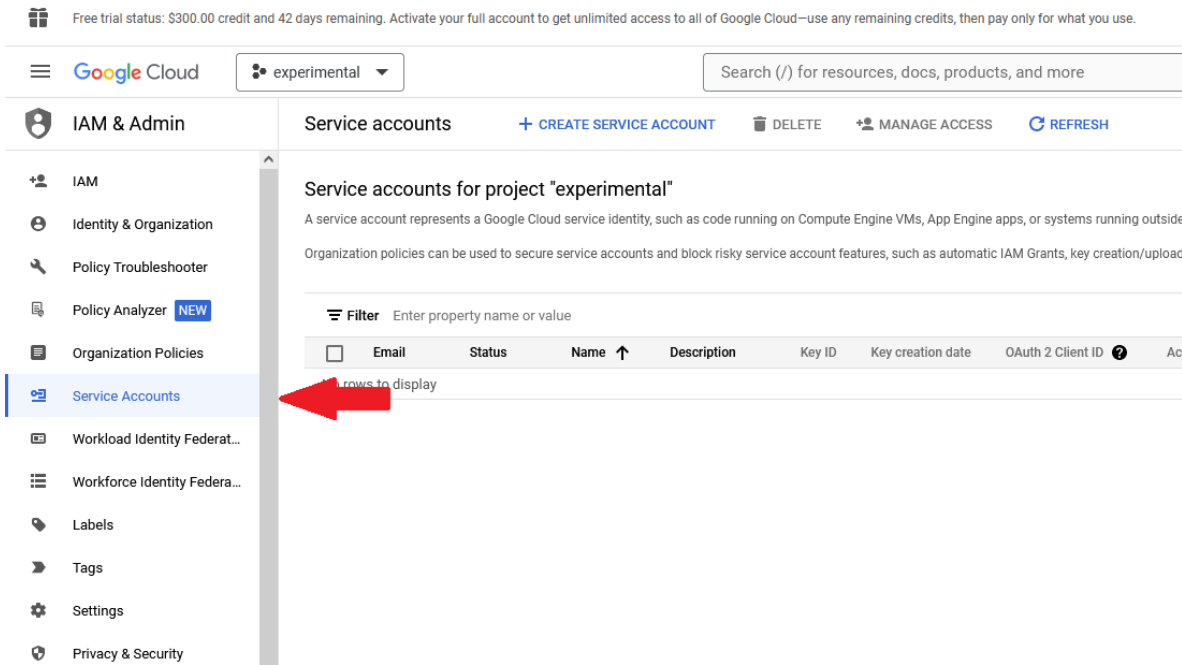 Free trial status: $300.00 credit and 42 days remaining. Activate your full account to get unlimited access to all of Google Cloud—use any remaining credits, then pay only for what you use.
Google Cloud experimental Search (/) for resources, docs, products, and more
IAM & Admin
Service accounts CREATE SERVICE ACCOUNT DELETE MANAGE ACCESS REFRESH
IAM
Identity & Organization
Policy Troubleshooter
Policy Analyzer NEW
Organization Policies
Service Accounts
Workload Identity Federat...
Workforce Identity Federa...
Labels
Tags
Settings
Privacy & Security
Service accounts for project "experimental"
A service account represents a Google Cloud service identity, such as code running on Compute Engine VMs, App Engine apps, or systems running outside
Organization policies can be used to secure service accounts and block risky service account features, such as automatic IAM Grants, key creation/upload
Filter Enter property name or value
Email Status Name Description Key ID Key creation date OAuth 2 Client ID ? Ac
rows to display